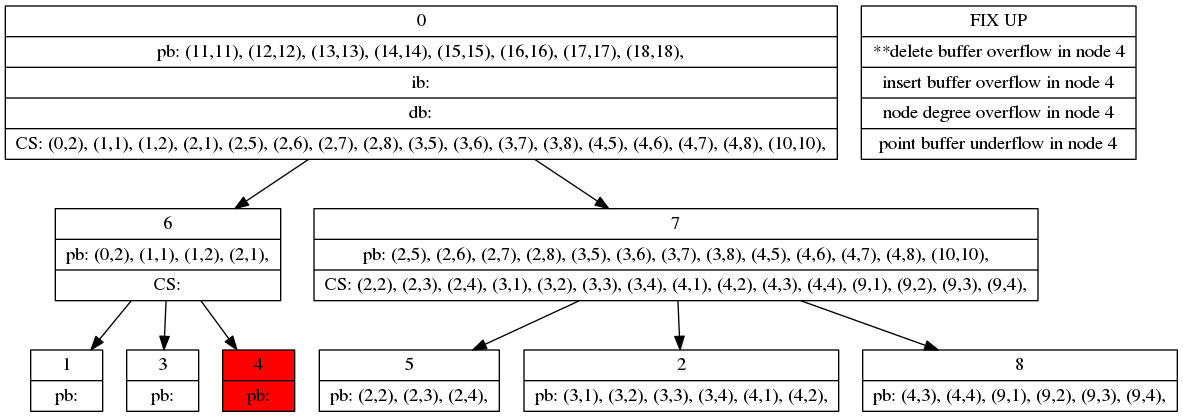 0
pb: (11,11), (12,12), (13,13), (14,14), (15,15), (16,16), (17,17), (18,18),
ib:
db:
CS: (0,2), (1,1), (1,2), (2,1), (2,5), (2,6), (2,7), (2,8), (3,5), (3,6), (3,7), (3,8), (4,5), (4,6), (4,7), (4,8), (10,10),
FIX UP
**delete buffer overflow in node 4
insert buffer overflow in node 4
node degree overflow in node 4
point buffer underflow in node 4
6
pb: (0,2), (1,1), (1,2), (2,1),
CS:
7
pb: (2,5), (2,6), (2,7), (2,8), (3,5), (3,6), (3,7), (3,8), (4,5), (4,6), (4,7), (4,8), (10,10),
CS: (2,2), (2,3), (2,4), (3,1), (3,2), (3,3), (3,4), (4,1), (4,2), (4,3), (4,4), (9,1), (9,2), (9,3), (9,4),
1
pb:
3
pb:
4
pb:
5
pb: (2,2), (2,3), (2,4),
2
pb: (3,1), (3,2), (3,3), (3,4), (4,1), (4,2),
8
pb: (4,3), (4,4), (9,1), (9,2), (9,3), (9,4),